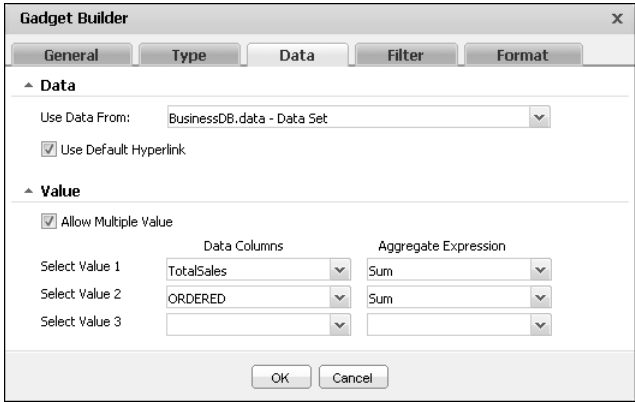 Gadget Builder X
General Type Data Filter Format
Data
Use Data From: BusinessDB.data - Data Set
Use Default Hyperlink
Value
Allow Multiple Value
Data Columns Aggregate Expression
Select Value 1 TotalSales Sum
Select Value 2 ORDERED Sum
Select Value 3
OK Cancel